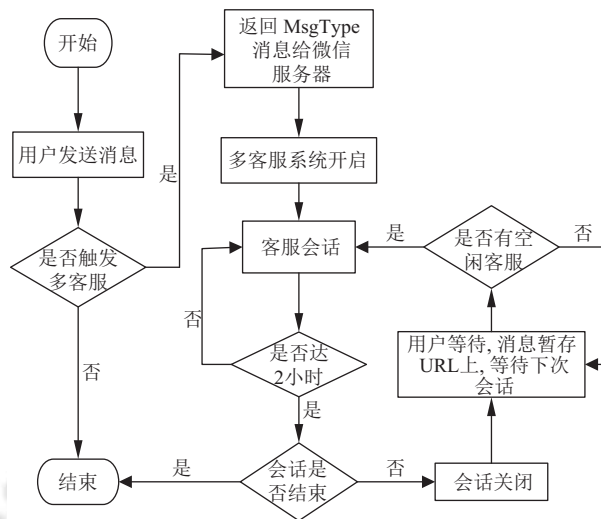 开始
返回 MsgType
消息给微信
服务器
用户发送消息
是
多客服系统开启
是否触发
多客服
客服会话
是
是否有空
闲客服
否
否
是否达
2小时
用户等待, 消息暂存
URL上, 等待下次
会话
否
是
结束
是
会话是
否结束
否
会话关闭